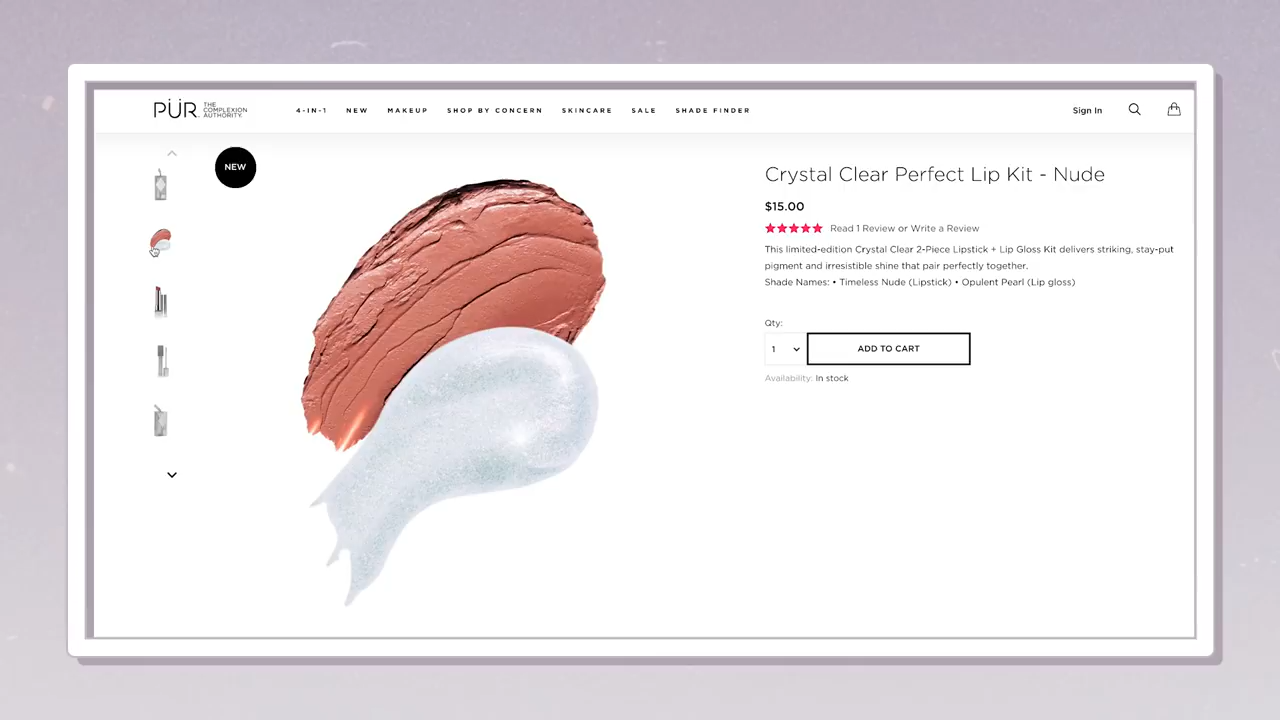 PÜR THE COMPLEXION AUTHORITY.
4-IN-1 NEW MAKEUP SHOP BY CONCERN SKINCARE SALE SHADE FINDER
Sign In
NEW
Crystal Clear Perfect Lip Kit - Nude
$15.00
Read 1 Review or Write a Review
This limited-edition Crystal Clear 2-Piece Lipstick + Lip Gloss Kit delivers striking, stay-put
pigment and irresistible shine that pair perfectly together.
Shade Names: • Timeless Nude (Lipstick) • Opulent Pearl (Lip gloss)
Qty:
1
ADD TO CART
Availability: In stock